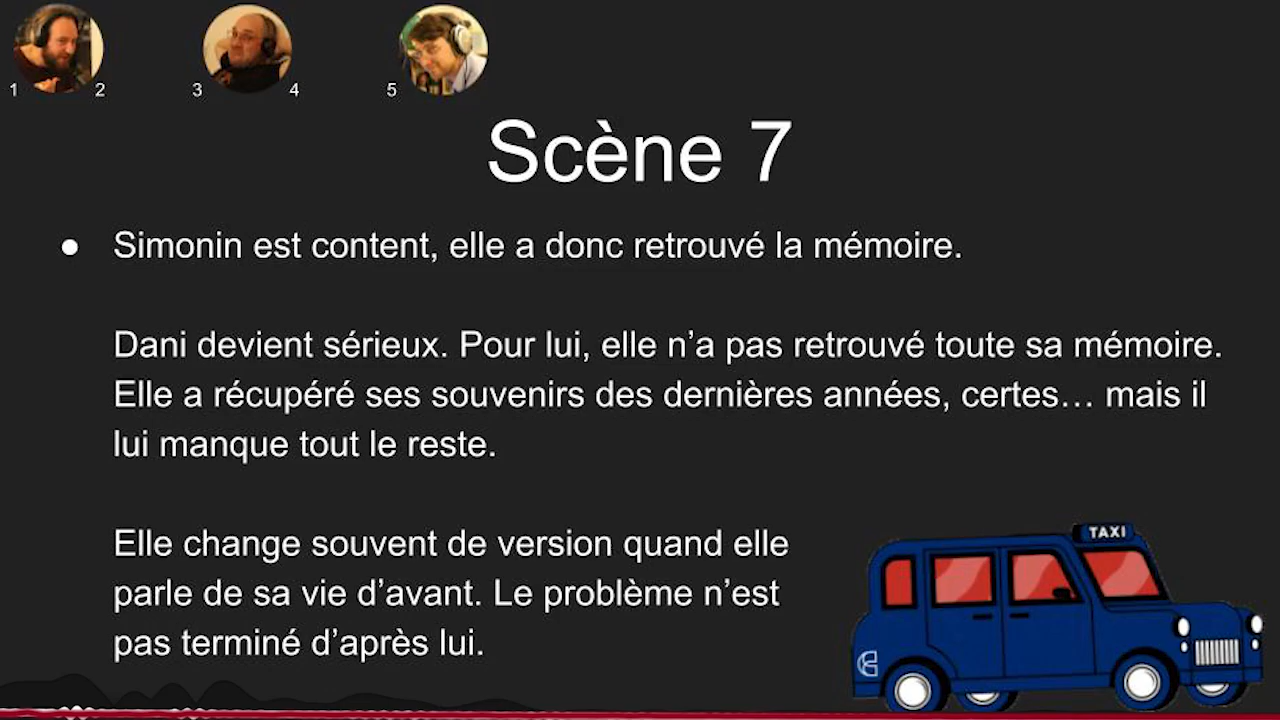 1 2 3 4 5
Scène 7
● Simonin est content, elle a donc retrouvé la mémoire.
Dani devient sérieux. Pour lui, elle n’a pas retrouvé toute sa mémoire.
Elle a récupéré ses souvenirs des dernières années, certes… mais il
lui manque tout le reste.
Elle change souvent de version quand elle
parle de sa vie d’avant. Le problème n’est
pas terminé d’après lui.
TAXI